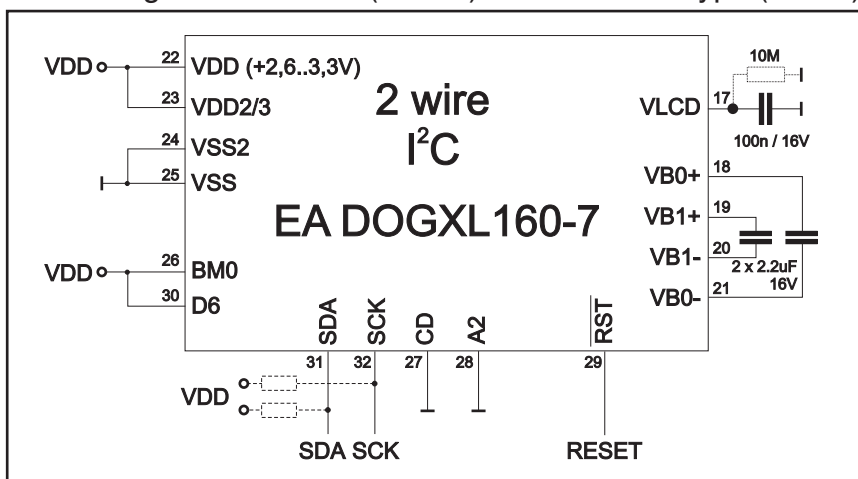 22 VDD (+2,6..3,3V)
VDD
23 VDD2/3
24 VSS2
25 VSS
26 BM0
VDD
30 D6
2 wire
I²C
EA DOGXL160-7
10M
VLCD 17
100n / 16V
VB0+ 18
VB1+ 19
VB1- 20
2 x 2.2uF
16V
VB0- 21
SDA SCK CD A2 RST
31 32 27 28 29
VDD
SDA SCK RESET